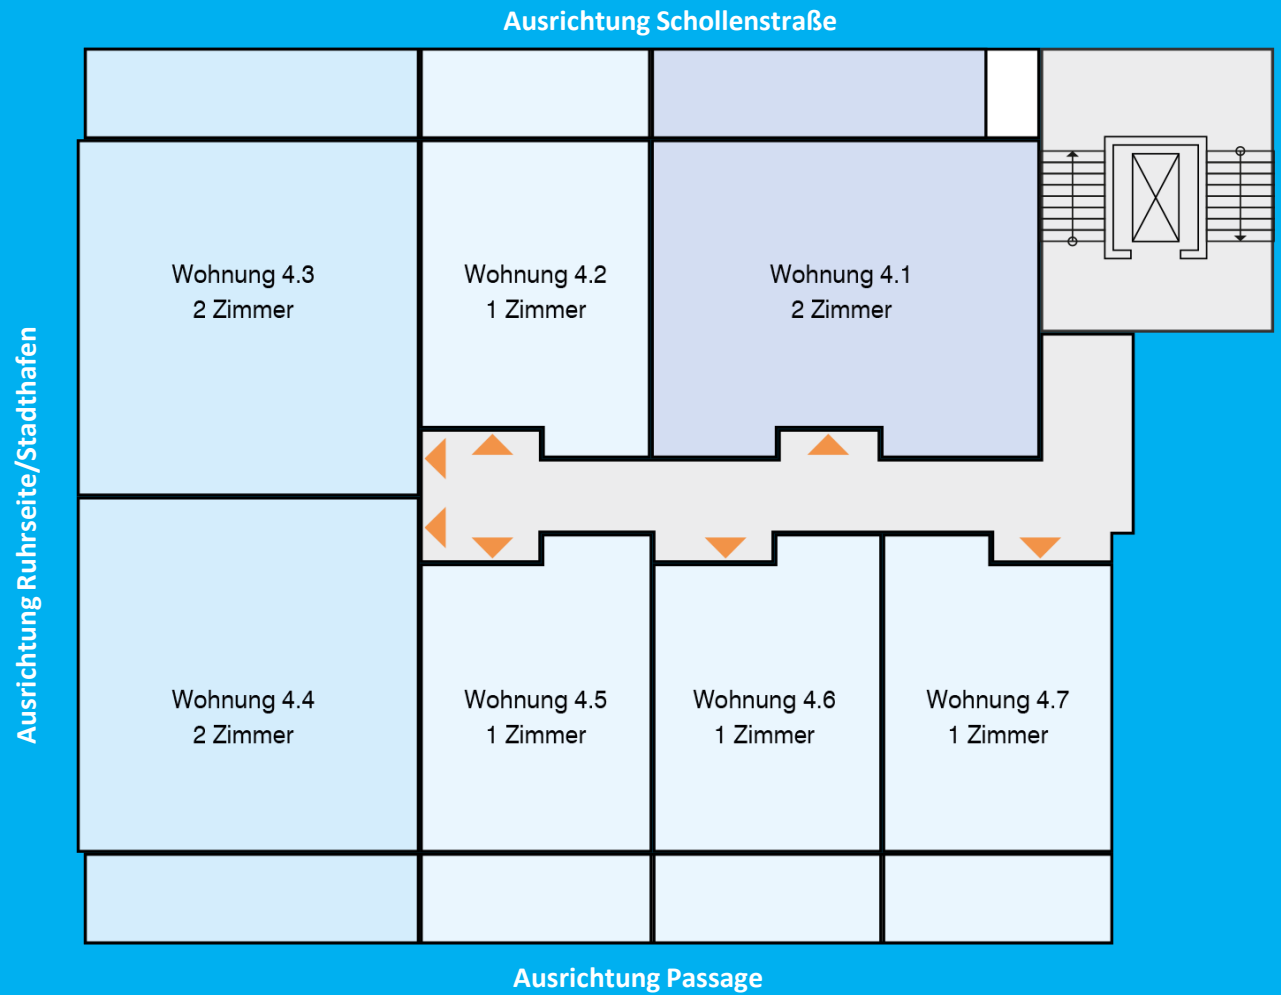 Ausrichtung Schollenstraße
Wohnung 4.3
2 Zimmer
Wohnung 4.2
1 Zimmer
Wohnung 4.1
2 Zimmer
Ausrichtung Ruhrseite/Stadthafen
Wohnung 4.4
2 Zimmer
Wohnung 4.5
1 Zimmer
Wohnung 4.6
1 Zimmer
Wohnung 4.7
1 Zimmer
Ausrichtung Passage